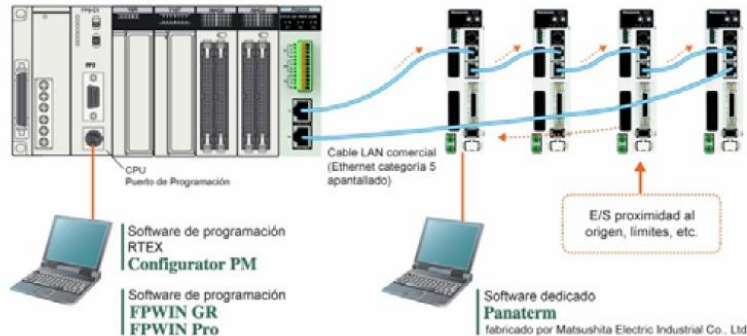 FP2
CPU
Puerto de Programación
Cable LAN comercial
(Ethernet categoría 5
apantallado)
E/S proximidad al
origen, límites, etc.
Software de programación
RTEX
Configurator PM
Software de programación
FPWIN GR
FPWIN Pro
Software dedicado
Panaterm
fabricado por Matsushita Electric Industrial Co., Ltd